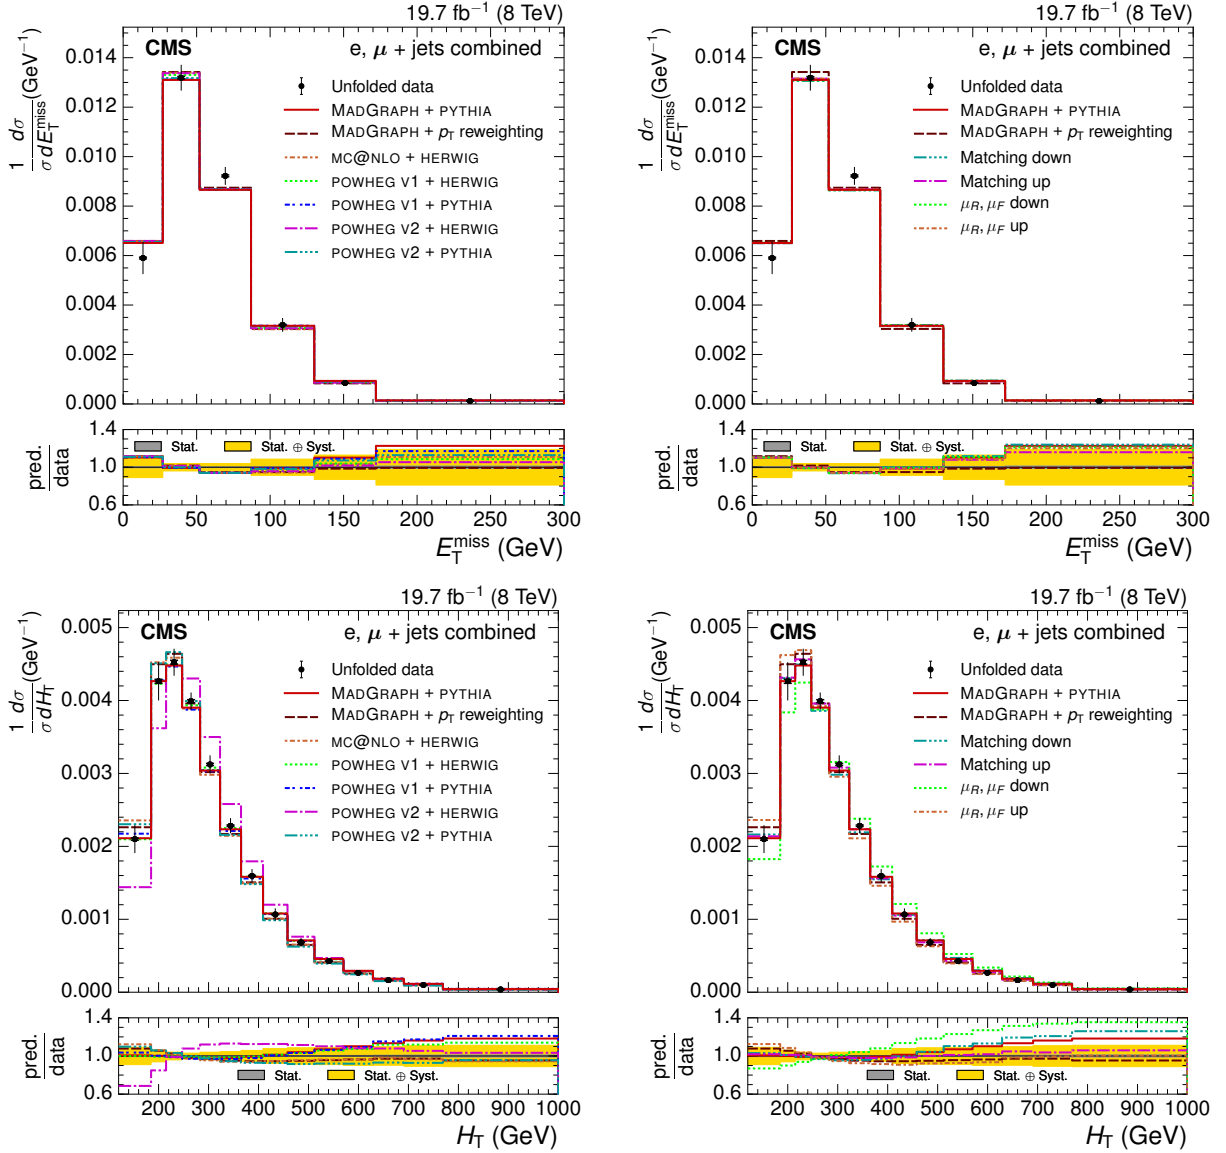 19.7 fb⁻¹ (8 TeV)
CMS
e, μ + jets combined
Unfolded data
MADGRAPH + PYTHIA
MADGRAPH + pT reweighting
MC@NLO + HERWIG
POWHEG V1 + HERWIG
POWHEG V1 + PYTHIA
POWHEG V2 + HERWIG
POWHEG V2 + PYTHIA
1/σ dσ/dE_T^miss (GeV⁻¹)
0.014
0.012
0.010
0.008
0.006
0.004
0.002
0.000
pred./data
1.4
1.0
0.6
Stat.
Stat. ⊕ Syst.
0 50 100 150 200 250 300
E_T^miss (GeV)
19.7 fb⁻¹ (8 TeV)
CMS
e, μ + jets combined
Unfolded data
MADGRAPH + PYTHIA
MADGRAPH + pT reweighting
Matching down
Matching up
μR, μF down
μR, μF up
1/σ dσ/dE_T^miss (GeV⁻¹)
0.014
0.012
0.010
0.008
0.006
0.004
0.002
0.000
pred./data
1.4
1.0
0.6
Stat.
Stat. ⊕ Syst.
0 50 100 150 200 250 300
E_T^miss (GeV)
19.7 fb⁻¹ (8 TeV)
CMS
e, μ + jets combined
Unfolded data
MADGRAPH + PYTHIA
MADGRAPH + pT reweighting
MC@NLO + HERWIG
POWHEG V1 + HERWIG
POWHEG V1 + PYTHIA
POWHEG V2 + HERWIG
POWHEG V2 + PYTHIA
1/σ dσ/dH_T (GeV⁻¹)
0.005
0.004
0.003
0.002
0.001
0.000
pred./data
1.4
1.0
0.6
Stat.
Stat. ⊕ Syst.
200 300 400 500 600 700 800 900 1000
H_T (GeV)
19.7 fb⁻¹ (8 TeV)
CMS
e, μ + jets combined
Unfolded data
MADGRAPH + PYTHIA
MADGRAPH + pT reweighting
Matching down
Matching up
μR, μF down
μR, μF up
1/σ dσ/dH_T (GeV⁻¹)
0.005
0.004
0.003
0.002
0.001
0.000
pred./data
1.4
1.0
0.6
Stat.
Stat. ⊕ Syst.
200 300 400 500 600 700 800 900 1000
H_T (GeV)